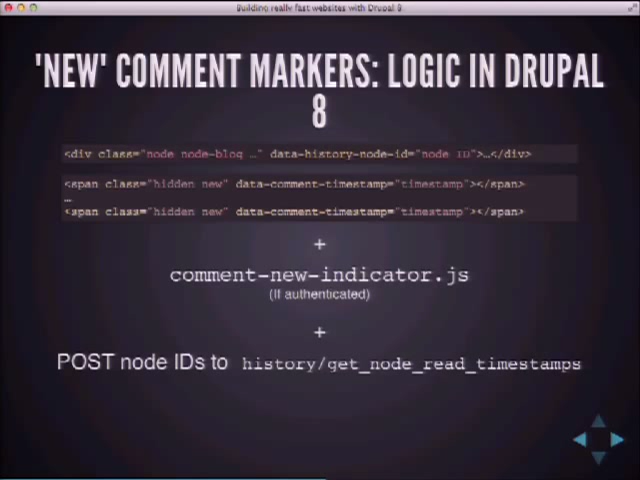 Building really fast websites with Drupal 8
'NEW' COMMENT MARKERS: LOGIC IN DRUPAL
8
<div class="node node-blog …" data-history-node-id="node ID">…</div>
<span class="hidden new" data-comment-timestamp="timestamp"></span>
…
<span class="hidden new" data-comment-timestamp="timestamp"></span>
+
comment-new-indicator.js
(If authenticated)
+
POST node IDs to history/get_node_read_timestamps